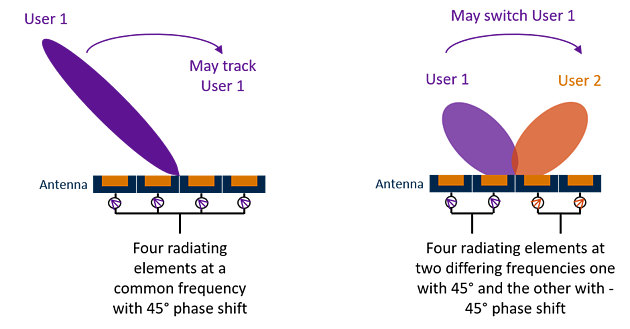 User 1
May track
User 1
Antenna
Four radiating
elements at a
common frequency
with 45° phase shift
May switch User 1
User 1
User 2
Antenna
Four radiating elements at
two differing frequencies one
with 45° and the other with -
45° phase shift